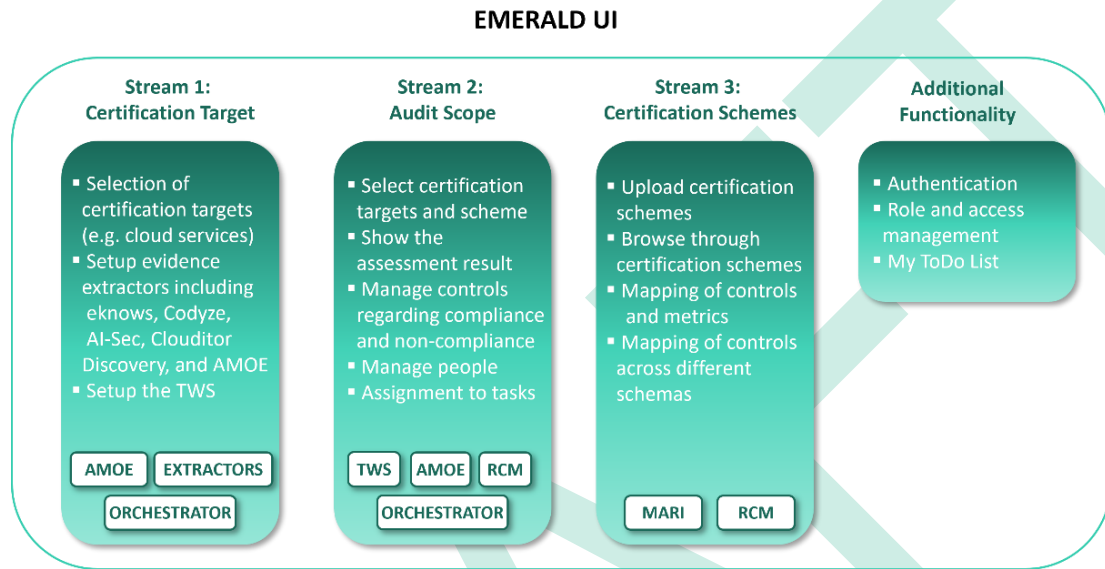 EMERALD UI
Stream 1:
Certification Target
▪ Selection of
certification targets
(e.g. cloud services)
▪ Setup evidence
extractors including
eknows, Codyze,
AI-Sec, Clouditor
Discovery, and AMOE
▪ Setup the TWS
AMOE
EXTRACTORS
ORCHESTRATOR
Stream 2:
Audit Scope
▪ Select certification
targets and scheme
▪ Show the
assessment result
▪ Manage controls
regarding compliance
and non-compliance
▪ Manage people
▪ Assignment to tasks
TWS
AMOE
RCM
ORCHESTRATOR
Stream 3:
Certification Schemes
▪ Upload certification
schemes
▪ Browse through
certification schemes
▪ Mapping of controls
and metrics
▪ Mapping of controls
across different
schemas
MARI
RCM
Additional
Functionality
▪ Authentication
▪ Role and access
management
▪ My ToDo List